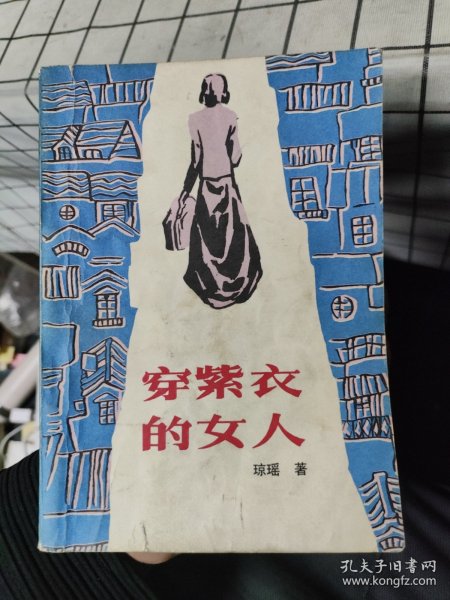 穿紫衣
的女人
琼瑶 著
孔夫子旧书网
www.kongfz.com